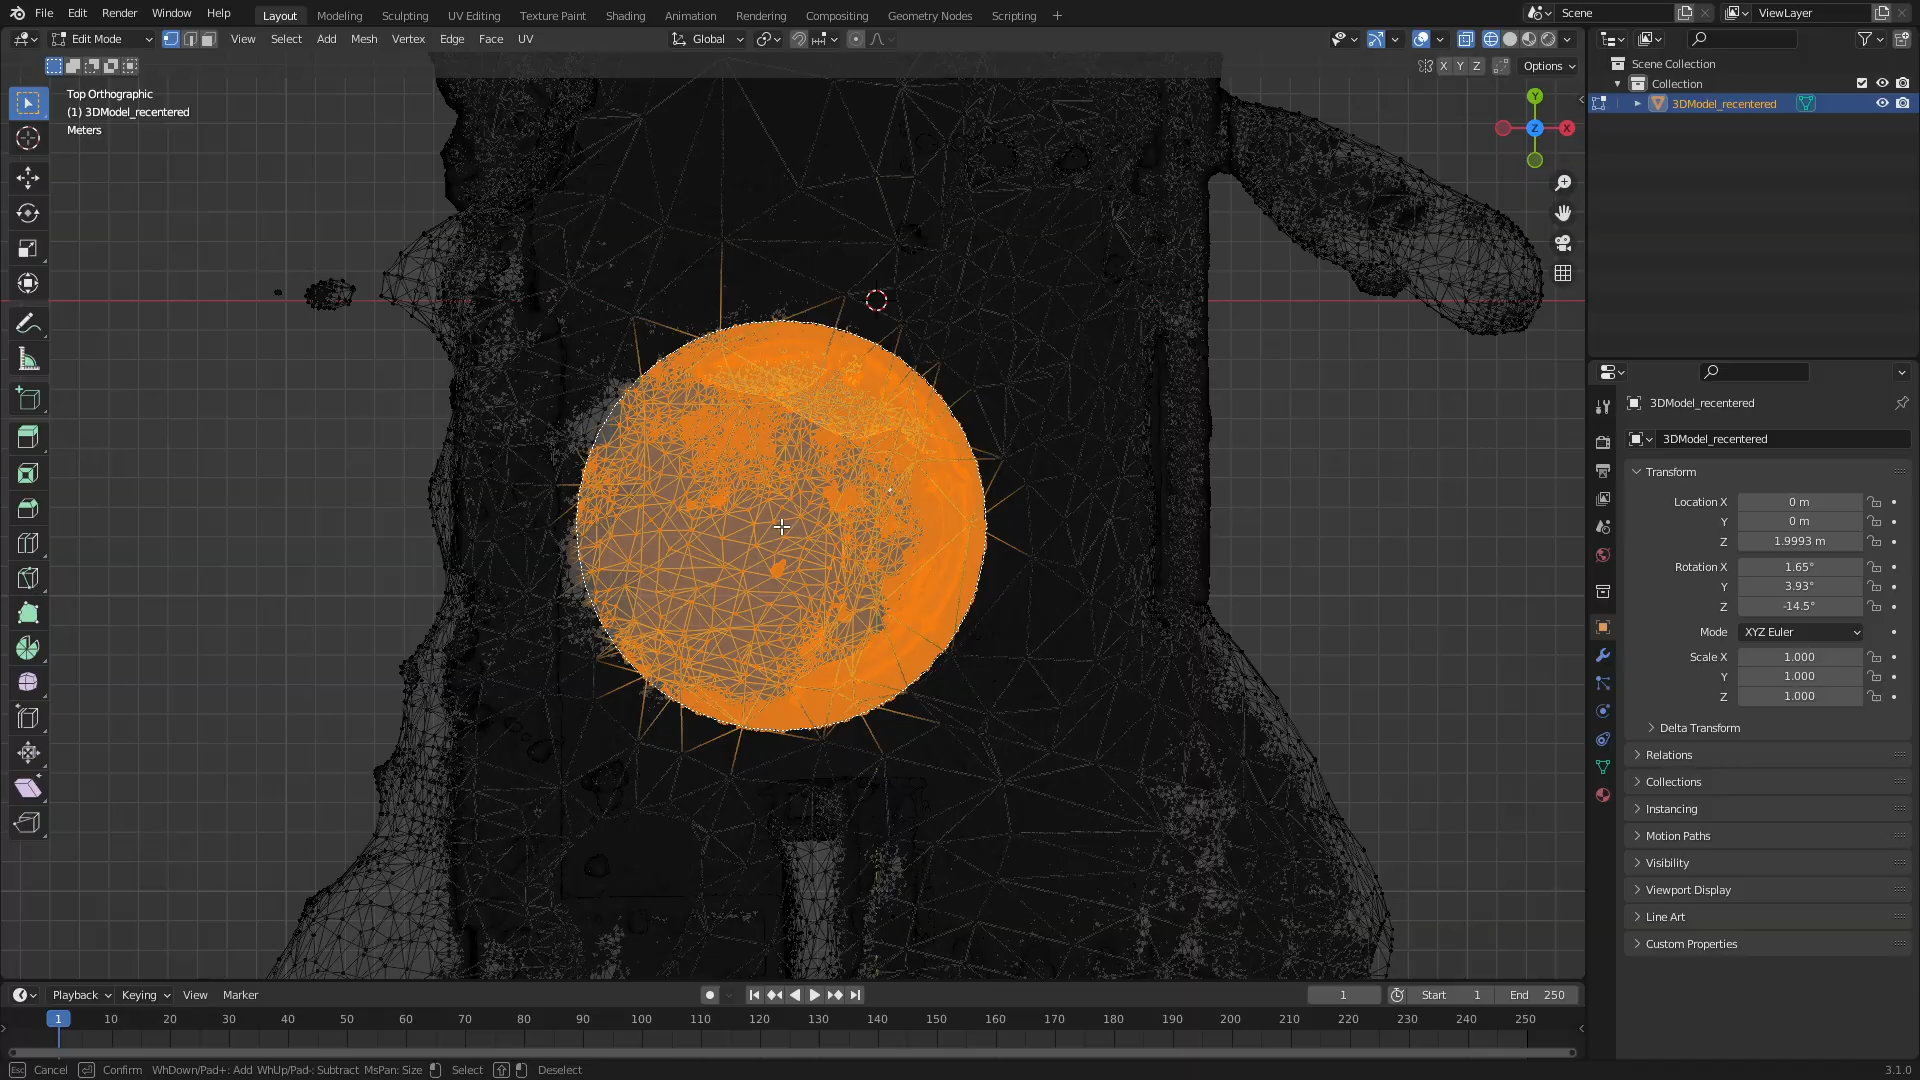 File Edit Render Window Help
Layout Modeling Sculpting UV Editing Texture Paint Shading Animation Rendering Compositing Geometry Nodes Scripting +
Scene
ViewLayer
Edit Mode
View Select Add Mesh Vertex Edge Face UV
Global
X Y Z
Options
Top Orthographic
(1) 3DModel_recentered
Meters
Y
X
Z
Scene Collection
Collection
3DModel_recentered
3DModel_recentered
3DModel_recentered
Transform
Location X 0 m
Y 0 m
Z 1.9993 m
Rotation X 1.65°
Y 3.93°
Z -14.5°
Mode XYZ Euler
Scale X 1.000
Y 1.000
Z 1.000
Delta Transform
Relations
Collections
Instancing
Motion Paths
Visibility
Viewport Display
Line Art
Custom Properties
Playback Keying View Marker
1
Start 1
End 250
1 10 20 30 40 50 60 70 80 90 100 110 120 130 140 150 160 170 180 190 200 210 220 230 240 250
Esc Cancel Confirm WhDown/Pad+: Add WhUp/Pad-: Subtract MsPan: Size Select Deselect
3.1.0